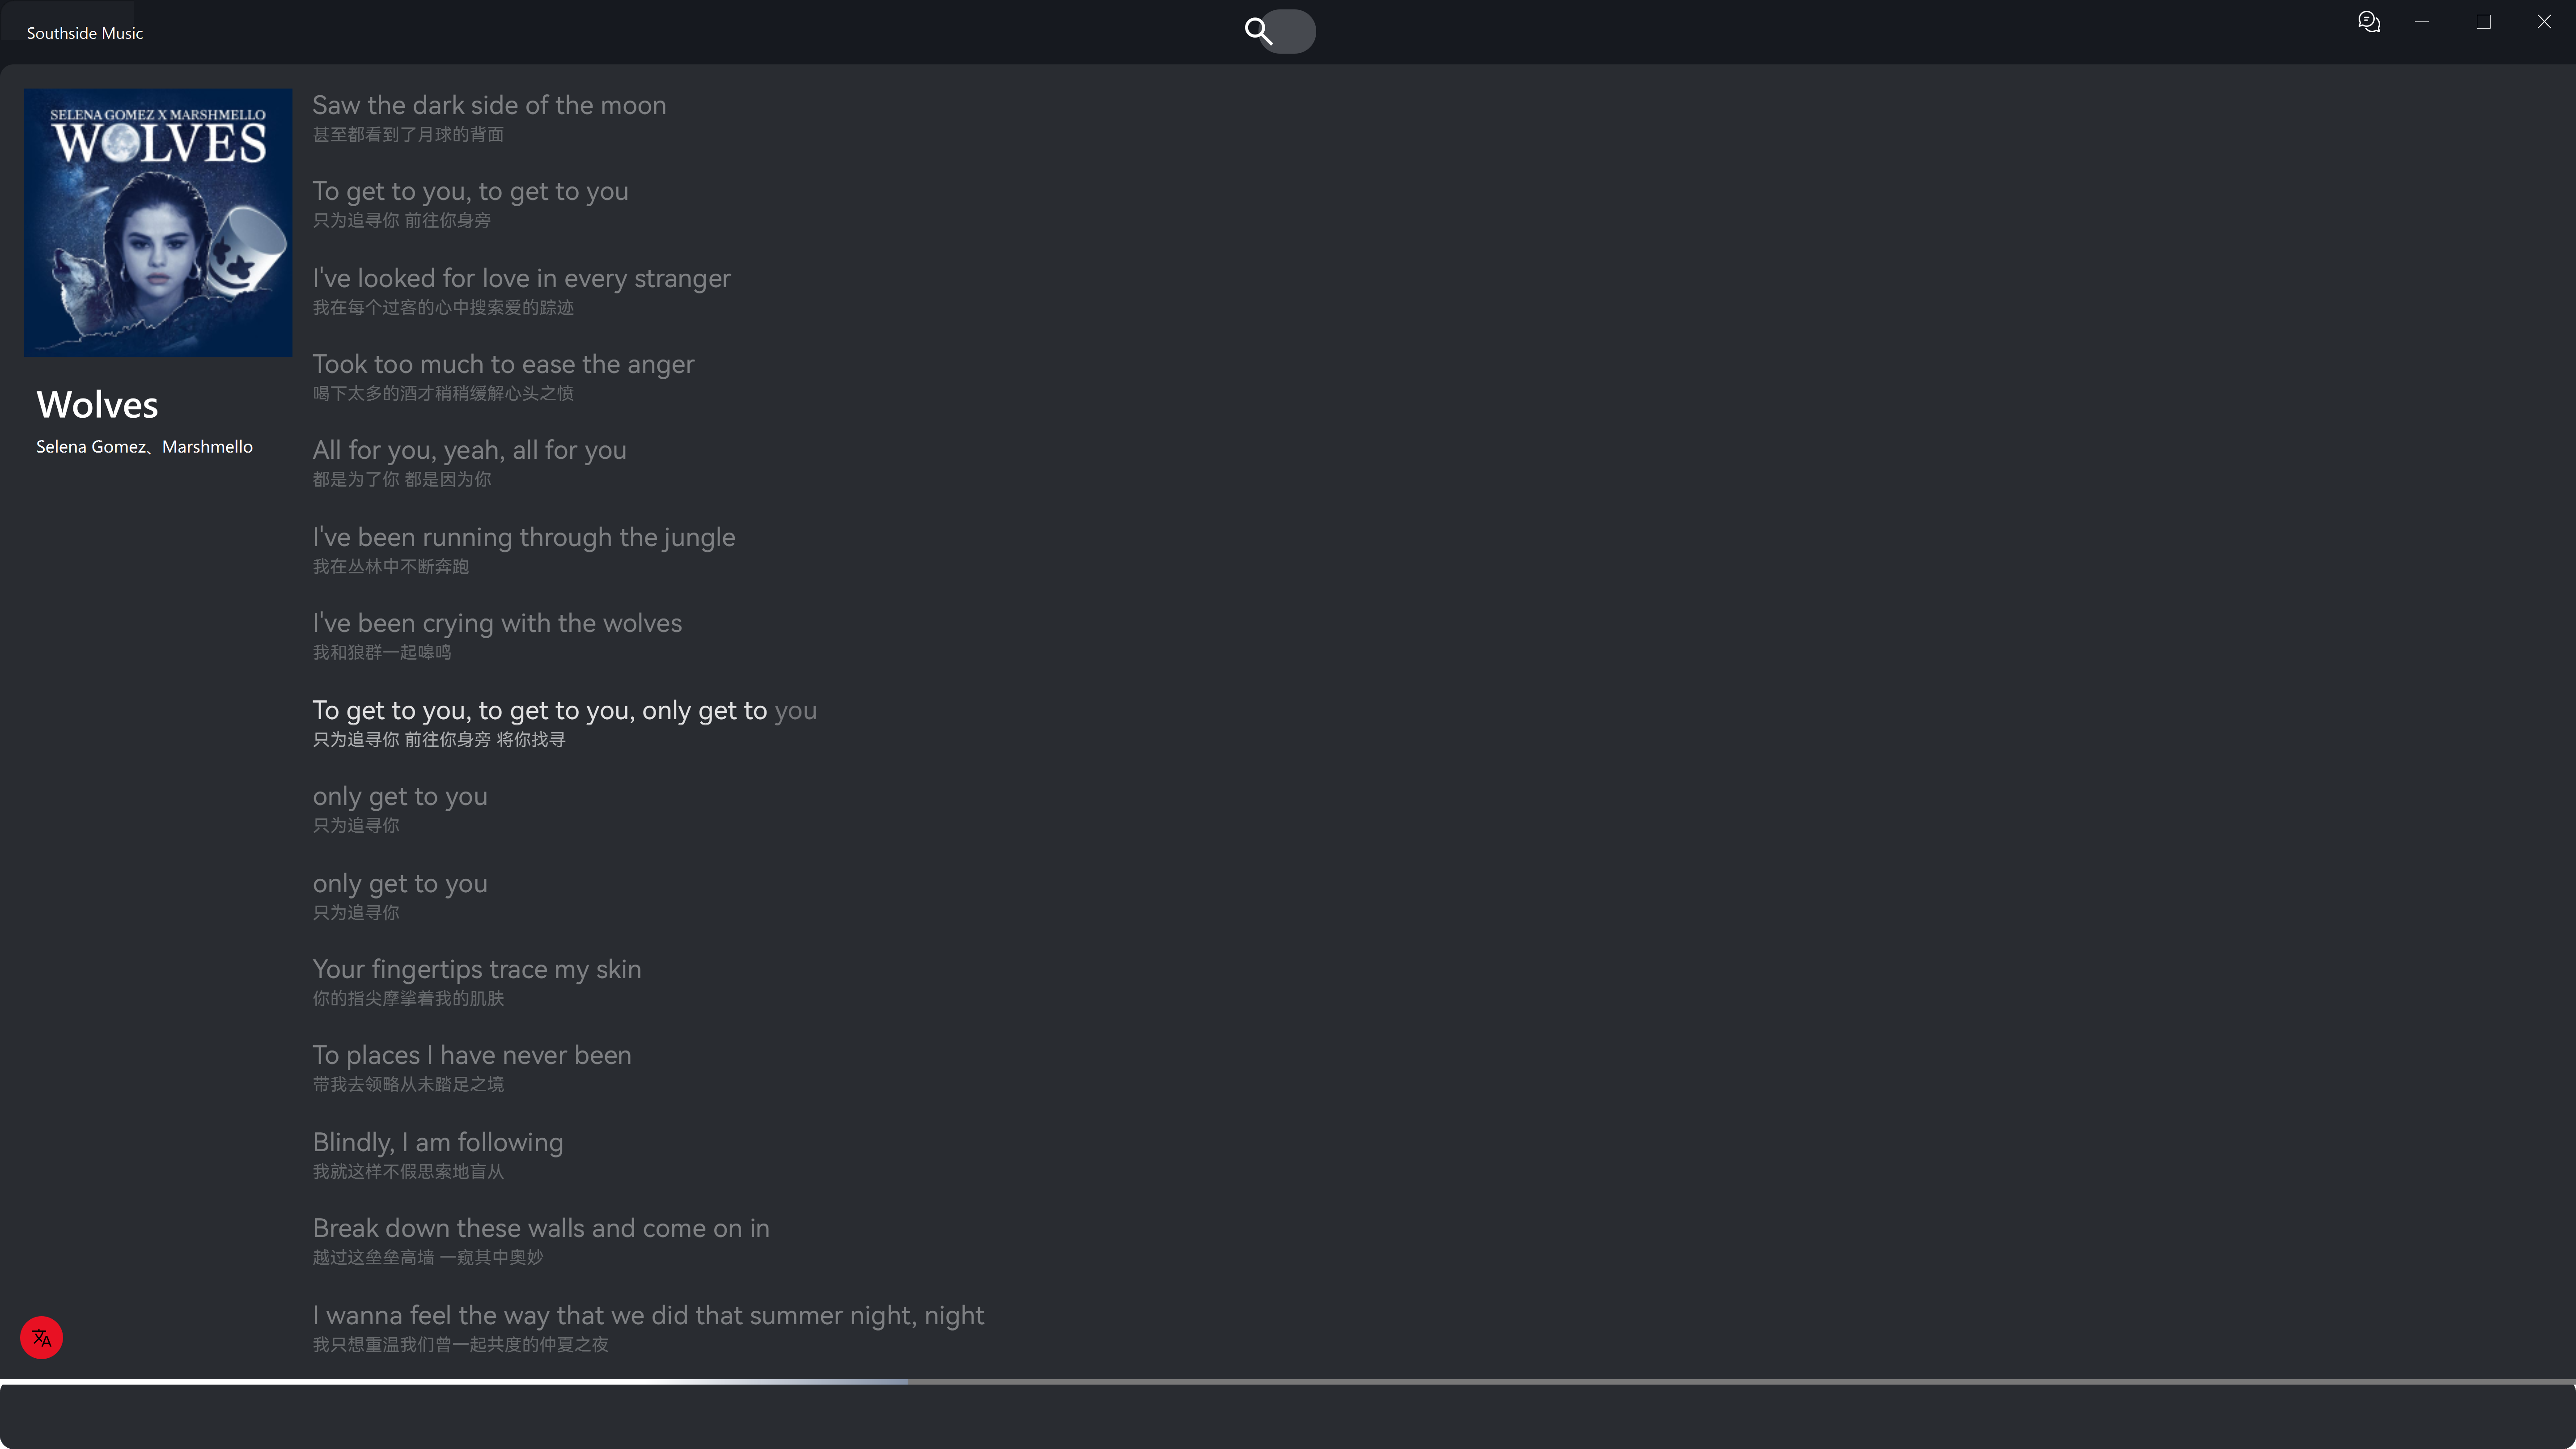 Southside Music
SELENA GOMEZ X MARSHMELLO
WOLVES
Wolves
Selena Gomez、Marshmello
Saw the dark side of the moon
甚至都看到了月球的背面
To get to you, to get to you
只为追寻你 前往你身旁
I've looked for love in every stranger
我在每个过客的心中搜索爱的踪迹
Took too much to ease the anger
喝下太多的酒才稍稍缓解心头之愤
All for you, yeah, all for you
都是为了你 都是因为你
I've been running through the jungle
我在丛林中不断奔跑
I've been crying with the wolves
我和狼群一起嗥鸣
To get to you, to get to you, only get to you
只为追寻你 前往你身旁 将你找寻
only get to you
只为追寻你
only get to you
只为追寻你
Your fingertips trace my skin
你的指尖摩挲着我的肌肤
To places I have never been
带我去领略从未踏足之境
Blindly, I am following
我就这样不假思索地盲从
Break down these walls and come on in
越过这垒垒高墙 一窥其中奥妙
I wanna feel the way that we did that summer night, night
我只想重温我们曾一起共度的仲夏之夜